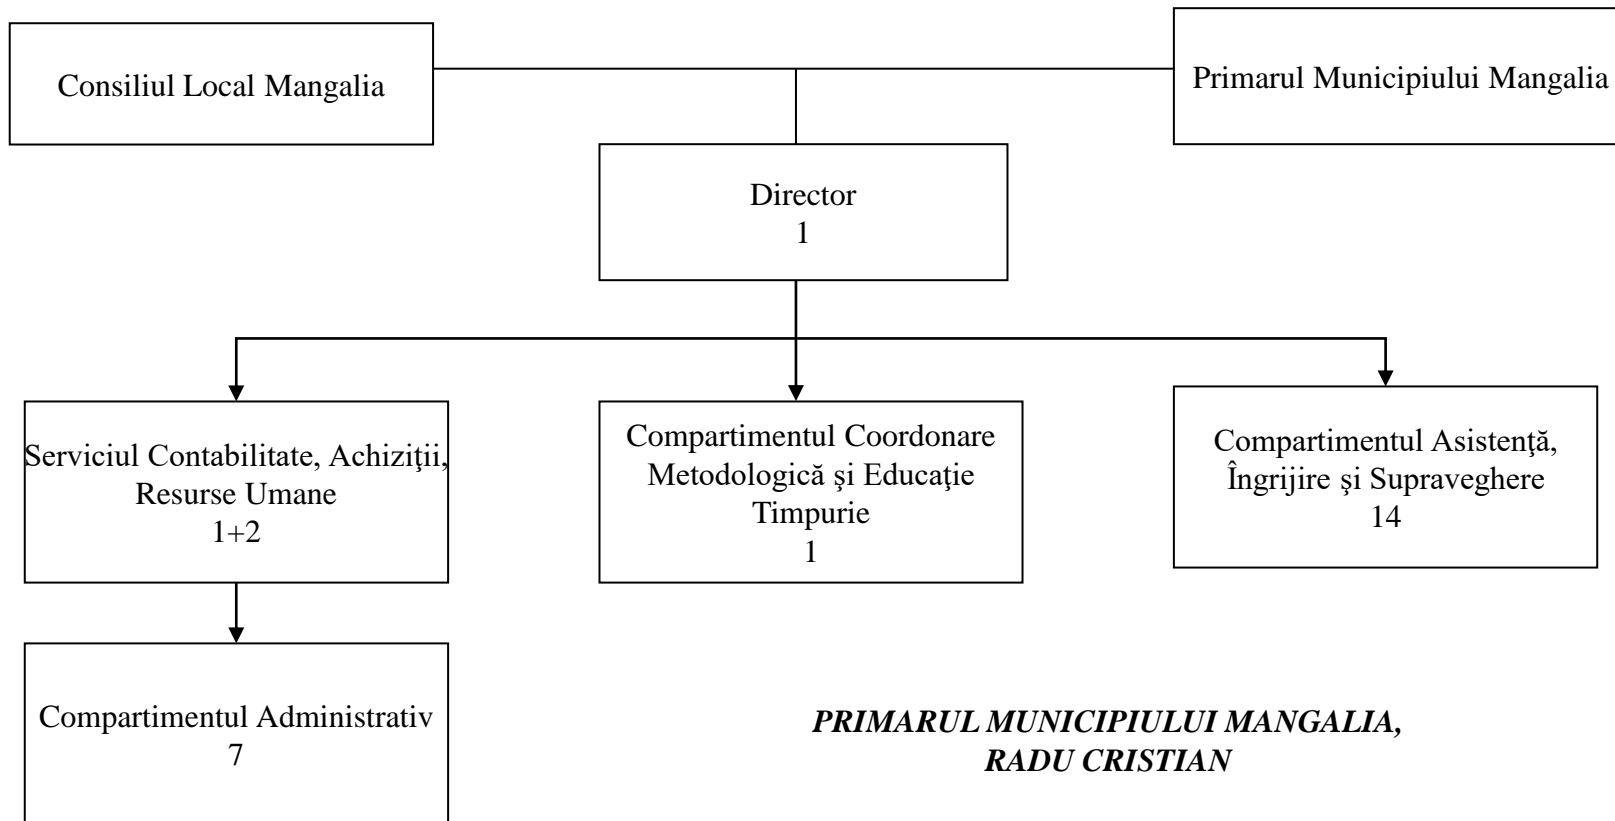 Consiliul Local Mangalia
Primarul Municipiului Mangalia
Director
1
Serviciul Contabilitate, Achiziţii,
Resurse Umane
1+2
Compartimentul Coordonare
Metodologică şi Educaţie
Timpurie
1
Compartimentul Asistenţă,
Îngrijire şi Supraveghere
14
Compartimentul Administrativ
7
PRIMARUL MUNICIPIULUI MANGALIA,
RADU CRISTIAN